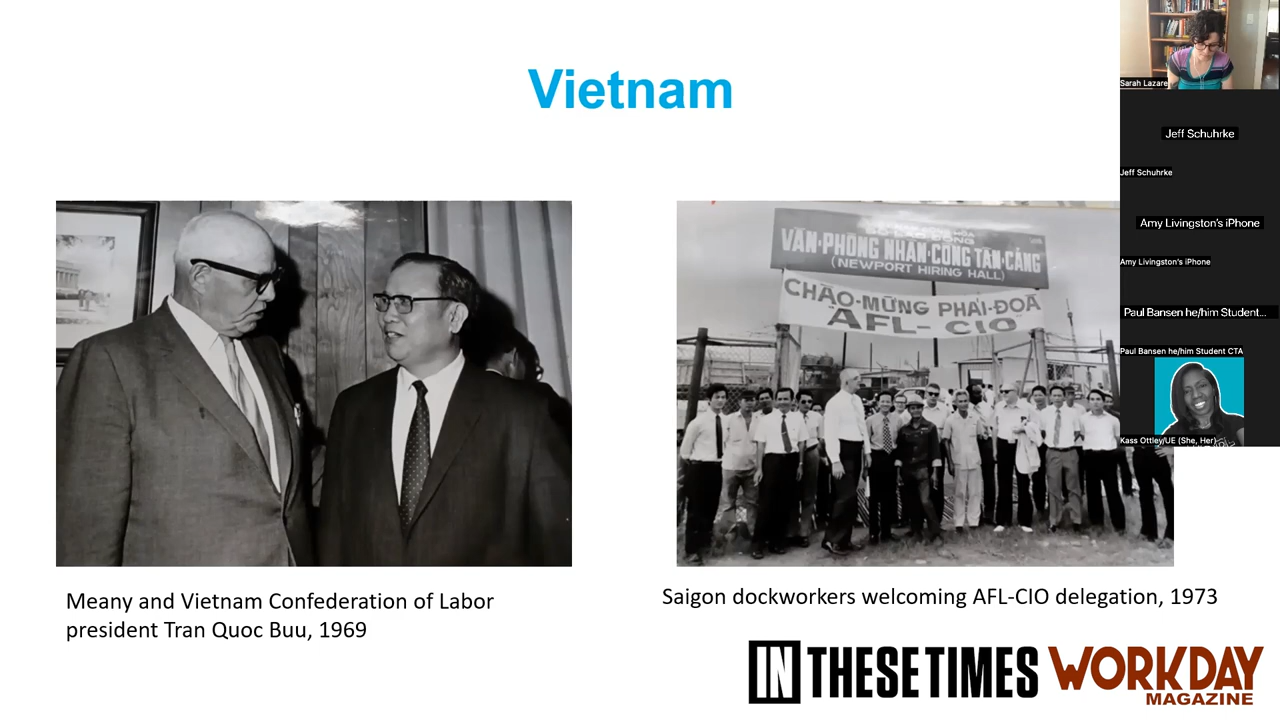 Vietnam
VĂN·PHÒNG NHÂN·CÔNG TÂN·CẢNG
(NEWPORT HIRING HALL)
CHÀO·MỪNG PHÁI·ĐOÀ
AFL-CIO
Meany and Vietnam Confederation of Labor
president Tran Quoc Buu, 1969
Saigon dockworkers welcoming AFL-CIO delegation, 1973
IN THESE TIMES WORKDAY
MAGAZINE
Sarah Lazare
Jeff Schuhrke
Jeff Schuhrke
Amy Livingston's iPhone
Amy Livingston's iPhone
Paul Bansen he/him Student...
Paul Bansen he/him Student CTA
Kass Ottley/UE (She, Her)